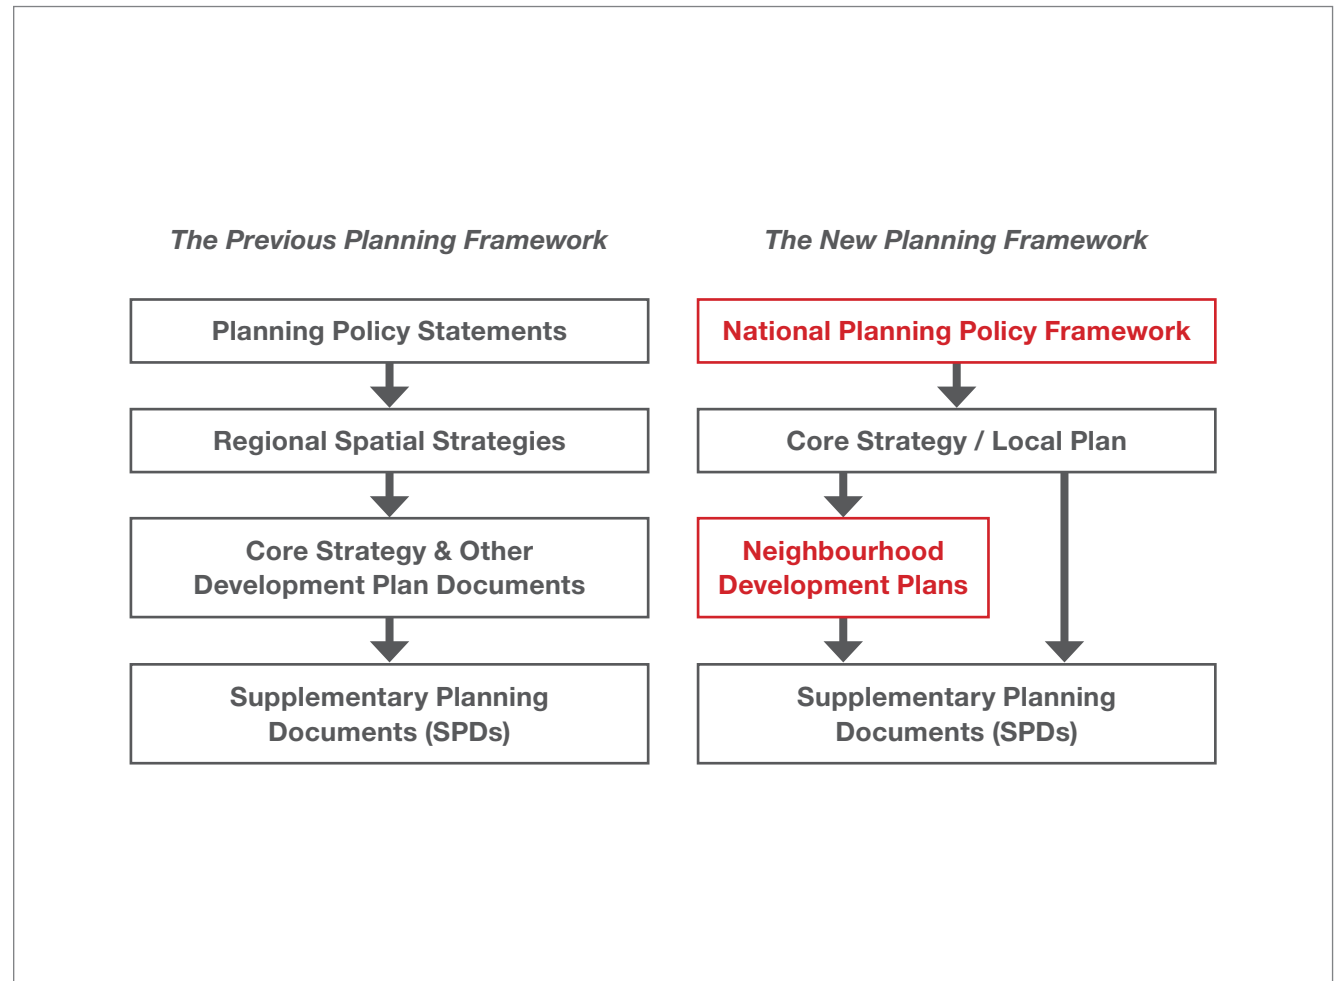 The Previous Planning Framework
Planning Policy Statements
Regional Spatial Strategies
Core Strategy & Other
Development Plan Documents
Supplementary Planning
Documents (SPDs)
The New Planning Framework
National Planning Policy Framework
Core Strategy / Local Plan
Neighbourhood
Development Plans
Supplementary Planning
Documents (SPDs)